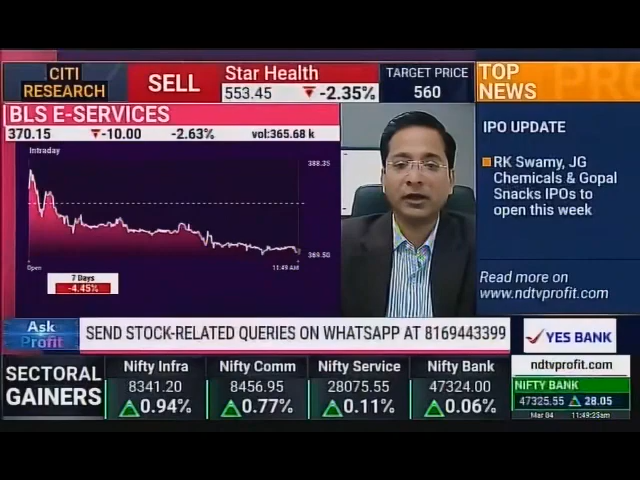 CITI
RESEARCH
SELL
Star Health
553.45 ▼-2.35%
TARGET PRICE
560
TOP
NEWS
BLS E-SERVICES
370.15 ▼-10.00 -2.63% vol:365.68 k
Intraday
388.35
369.50
Open 11:49 AM
7 Days
-4.45%
IPO UPDATE
RK Swamy, JG
Chemicals & Gopal
Snacks IPOs to
open this week
Read more on
www.ndtvprofit.com
Ask
Profit
SEND STOCK-RELATED QUERIES ON WHATSAPP AT 8169443399
YES BANK
SECTORAL
GAINERS
Nifty Infra
8341.20
0.94%
Nifty Comm
8456.95
0.77%
Nifty Service
28075.55
0.11%
Nifty Bank
47324.00
0.06%
ndtvprofit.com
NIFTY BANK
47325.55 28.05
Mar 04 11:49:23am